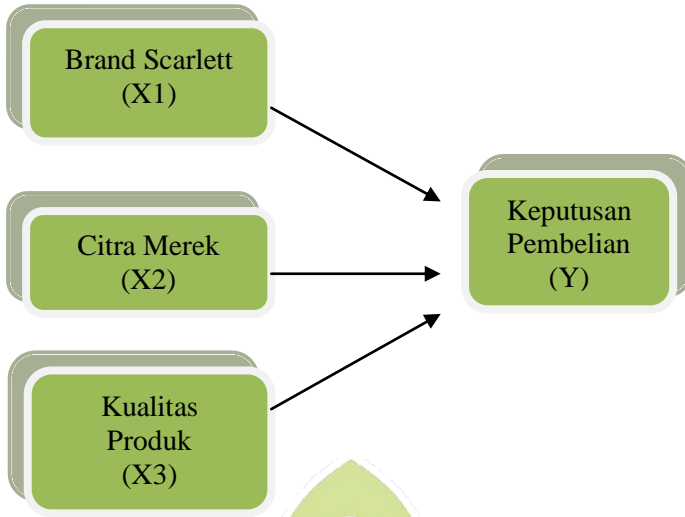 Brand Scarlett
(X1)
Citra Merek
(X2)
Kualitas
Produk
(X3)
Keputusan
Pembelian
(Y)